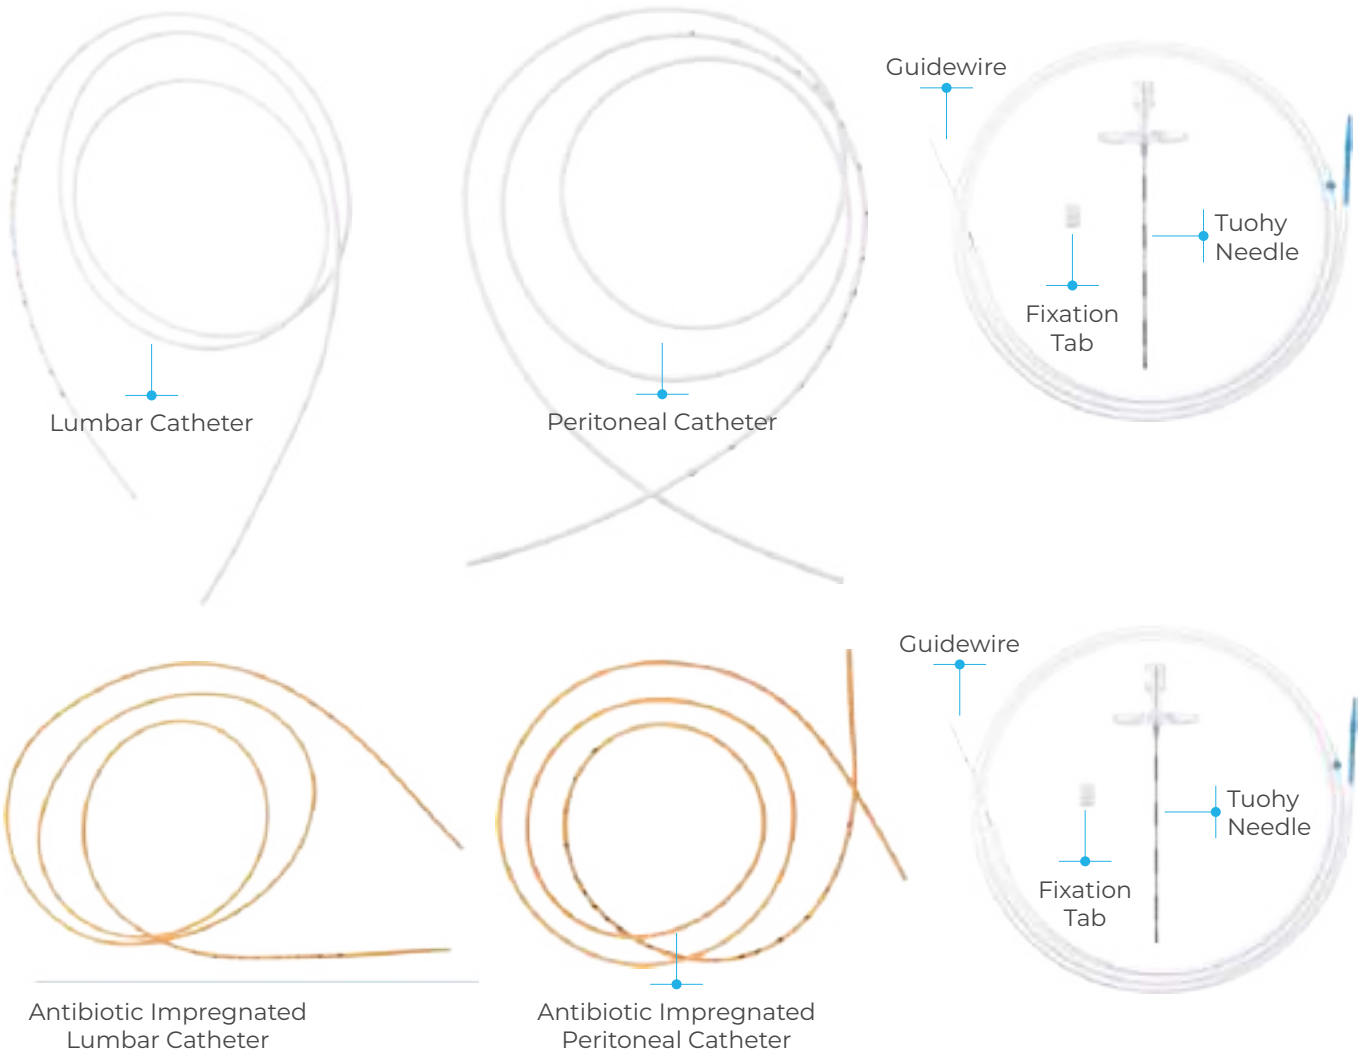 Guidewire
Tuohy
Needle
Fixation
Tab
Lumbar Catheter
Peritoneal Catheter
Guidewire
Tuohy
Needle
Fixation
Tab
Antibiotic Impregnated
Lumbar Catheter
Antibiotic Impregnated
Peritoneal Catheter